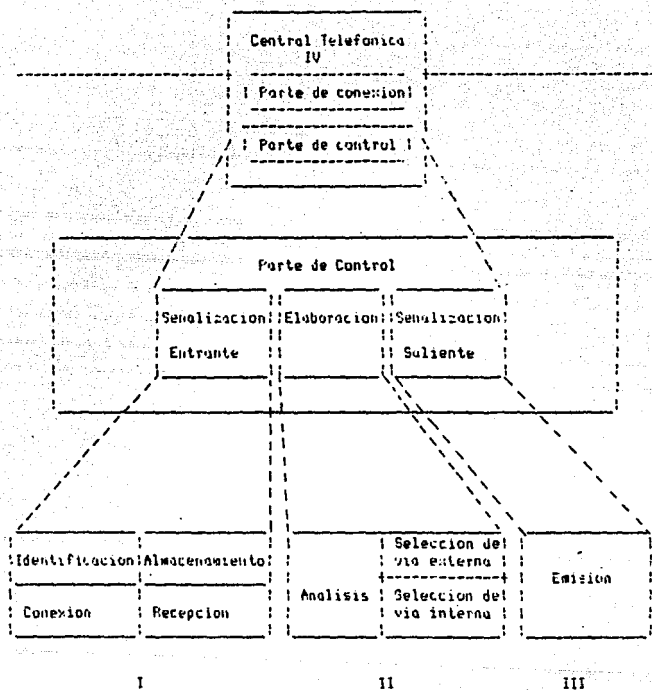 Central Telefonica
IV
Parte de conexion
Parte de control
Parte de Control
Senalizacion
Entrante
Elaboracion
Senalizacion
Saliente
Identificacion
Almacenamiento
Conexion
Recepcion
Analisis
Seleccion de
via externa
Seleccion de
via interna
Emision
I
II
III